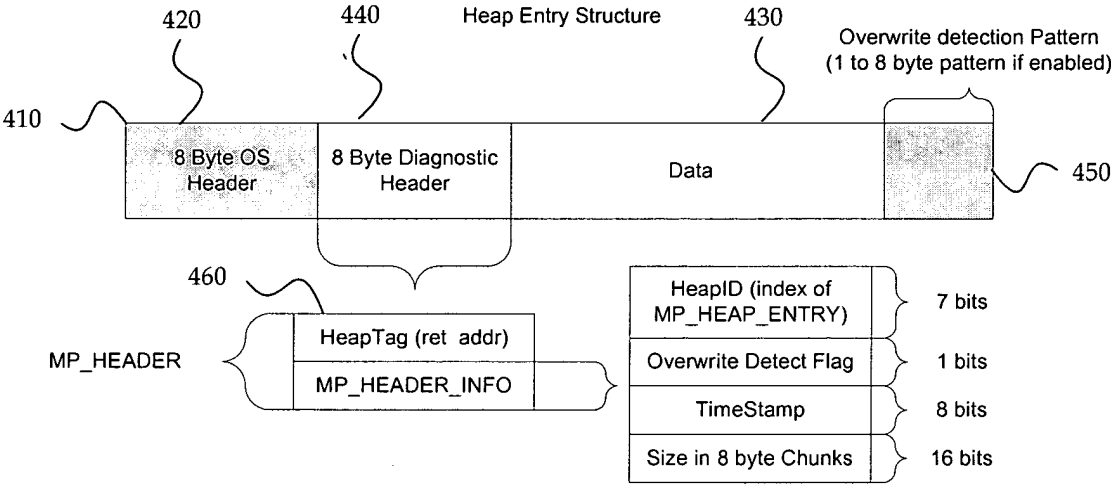 420
440
Heap Entry Structure
430
Overwrite detection Pattern
(1 to 8 byte pattern if enabled)
410
8 Byte OS
Header
8 Byte Diagnostic
Header
Data
450
460
HeapTag (ret addr)
MP_HEADER
MP_HEADER_INFO
HeapID (index of
MP_HEAP_ENTRY)
7 bits
Overwrite Detect Flag
1 bits
TimeStamp
8 bits
Size in 8 byte Chunks
16 bits